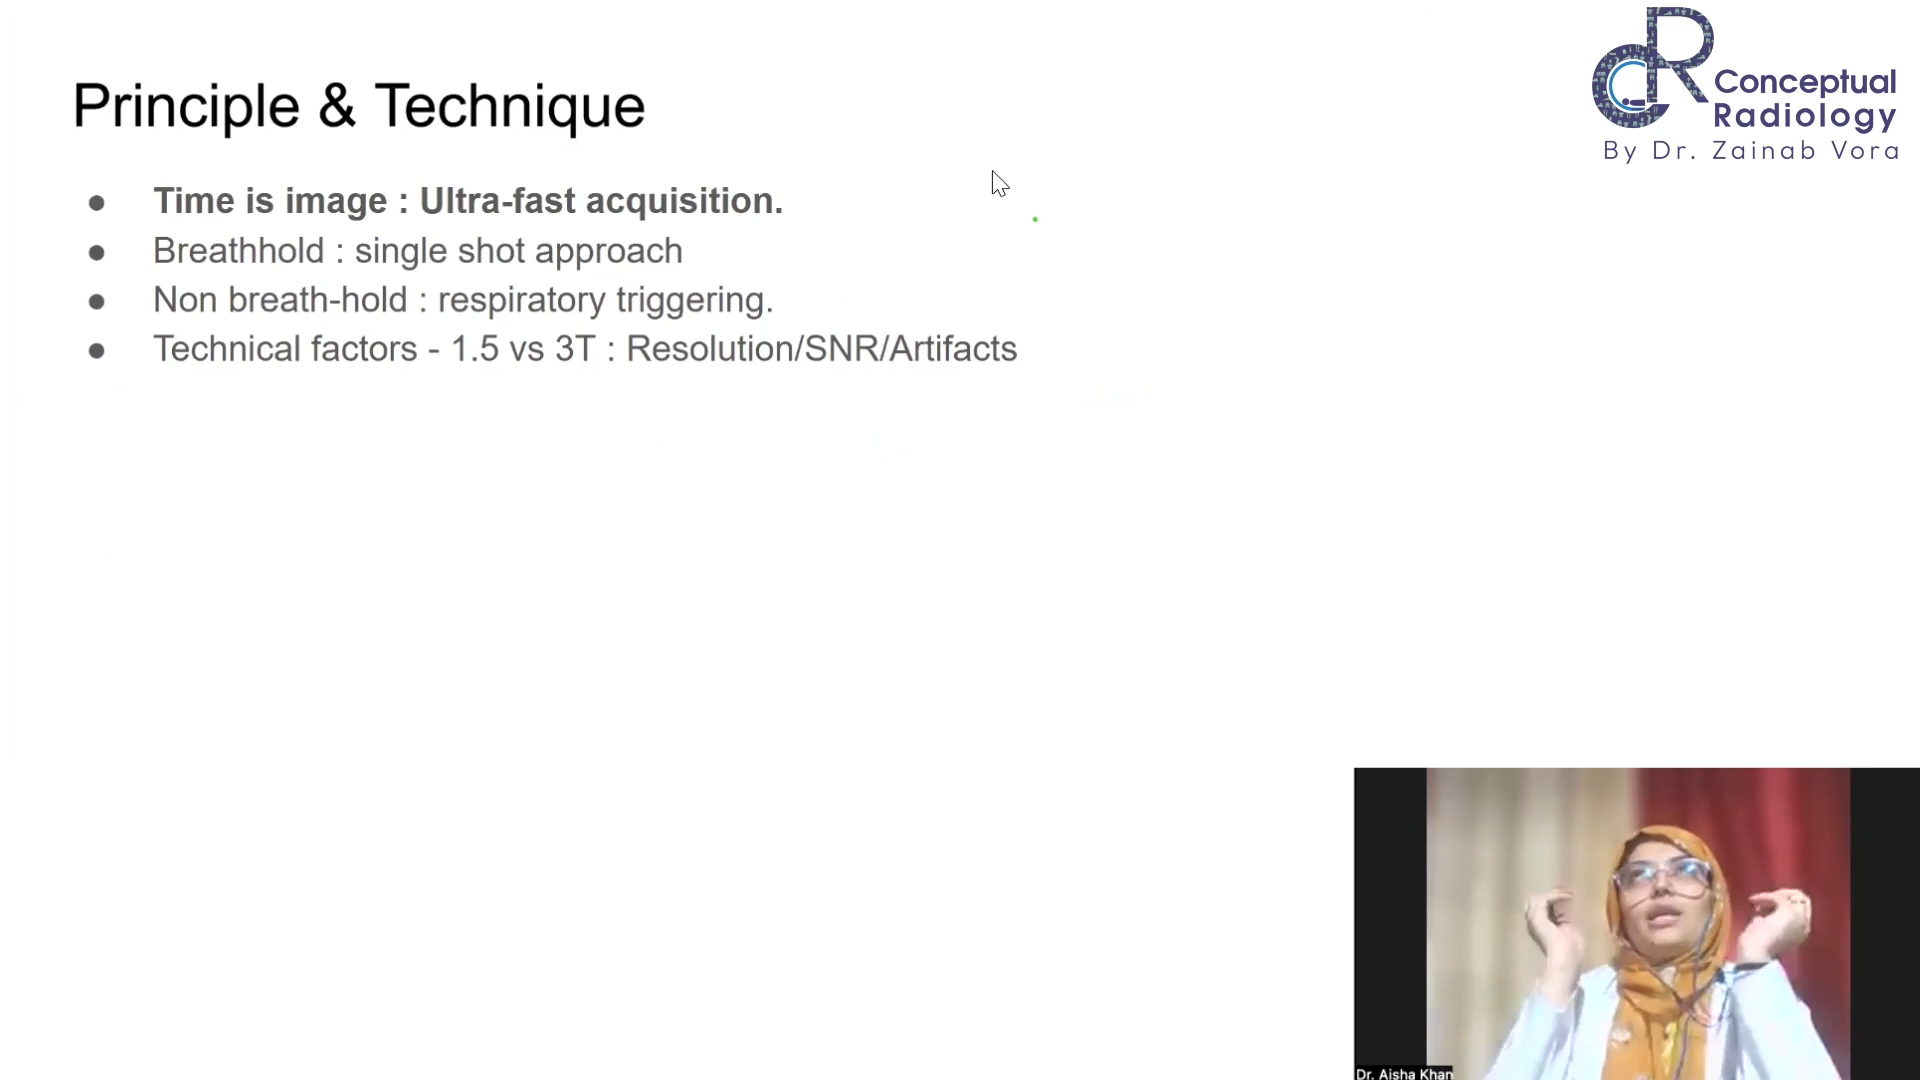 Principle & Technique
● Time is image : Ultra-fast acquisition.
● Breathhold : single shot approach
● Non breath-hold : respiratory triggering.
● Technical factors - 1.5 vs 3T : Resolution/SNR/Artifacts
CR Conceptual
Radiology
By Dr. Zainab Vora
Dr. Aisha Khan